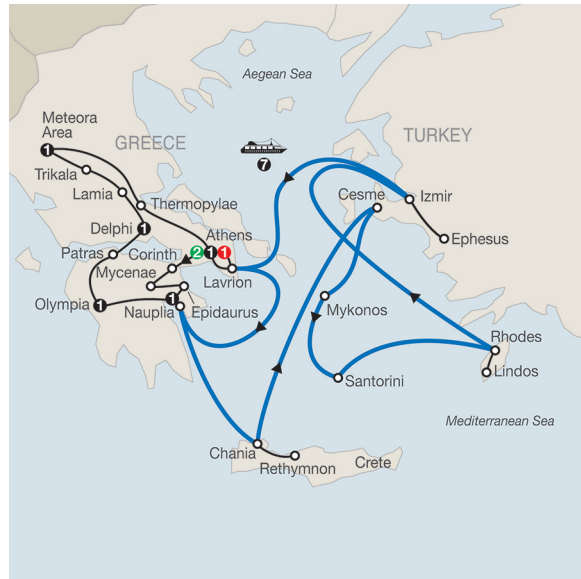 Aegean Sea
Meteora
Area
1
GREECE
TURKEY
7
Trikala
Lamia
Thermopylae
Cesme
Izmir
Delphi
1
Athens
Ephesus
Patras
Corinth
2
1
1
Mycenae
Lavrion
Olympia
1
Nauplia
1
Epidaurus
Mykonos
Rhodes
Santorini
Lindos
Mediterranean Sea
Chania
Rethymnon
Crete